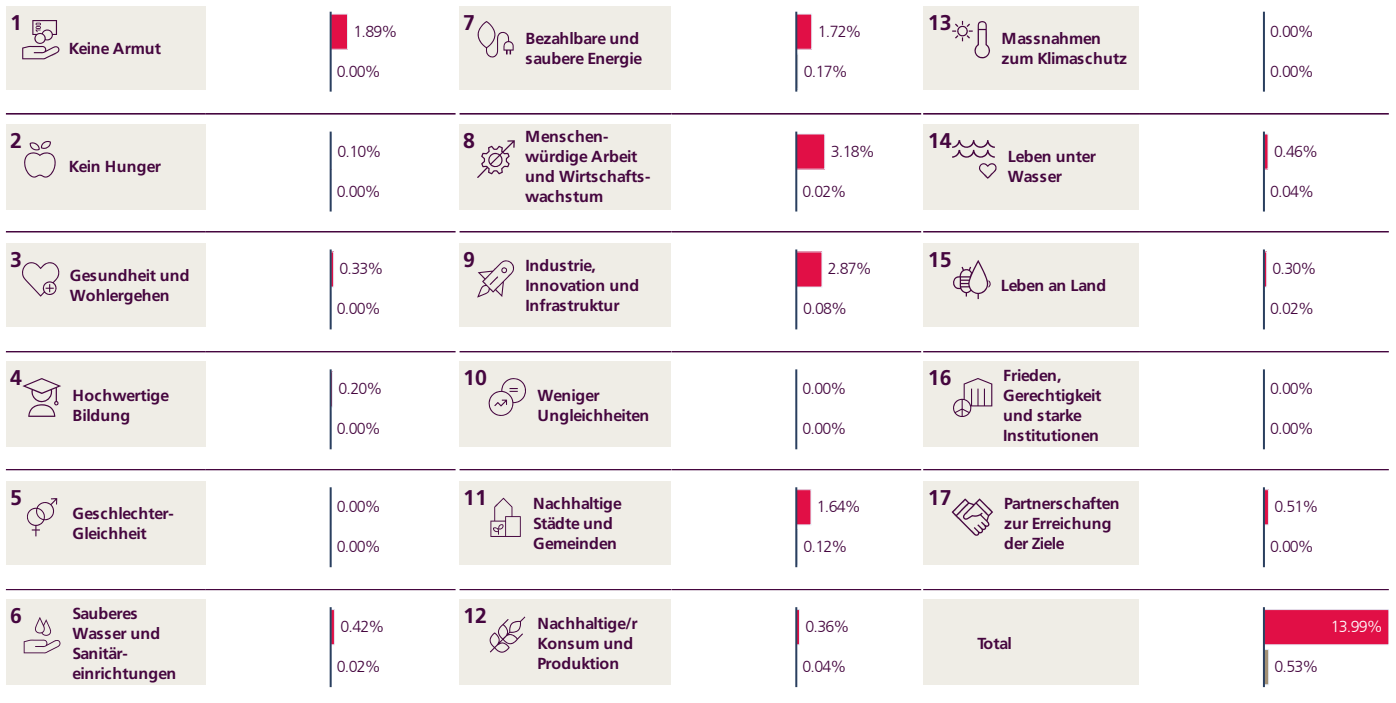 1
Keine Armut
1.89%
0.00%
2
Kein Hunger
0.10%
0.00%
3
Gesundheit und
Wohlergehen
0.33%
0.00%
4
Hochwertige
Bildung
0.20%
0.00%
5
Geschlechter-
Gleichheit
0.00%
0.00%
6
Sauberes
Wasser und
Sanitär-
einrichtungen
0.42%
0.02%
7
Bezahlbare und
saubere Energie
1.72%
0.17%
8
Menschen-
würdige Arbeit
und Wirtschafts-
wachstum
3.18%
0.02%
9
Industrie,
Innovation und
Infrastruktur
2.87%
0.08%
10
Weniger
Ungleichheiten
0.00%
0.00%
11
Nachhaltige
Städte und
Gemeinden
1.64%
0.12%
12
Nachhaltige/r
Konsum und
Produktion
0.36%
0.04%
13
Massnahmen
zum Klimaschutz
0.00%
0.00%
14
Leben unter
Wasser
0.46%
0.04%
15
Leben an Land
0.30%
0.02%
16
Frieden,
Gerechtigkeit
und starke
Institutionen
0.00%
0.00%
17
Partnerschaften
zur Erreichung
der Ziele
0.51%
0.00%
Total
13.99%
0.53%